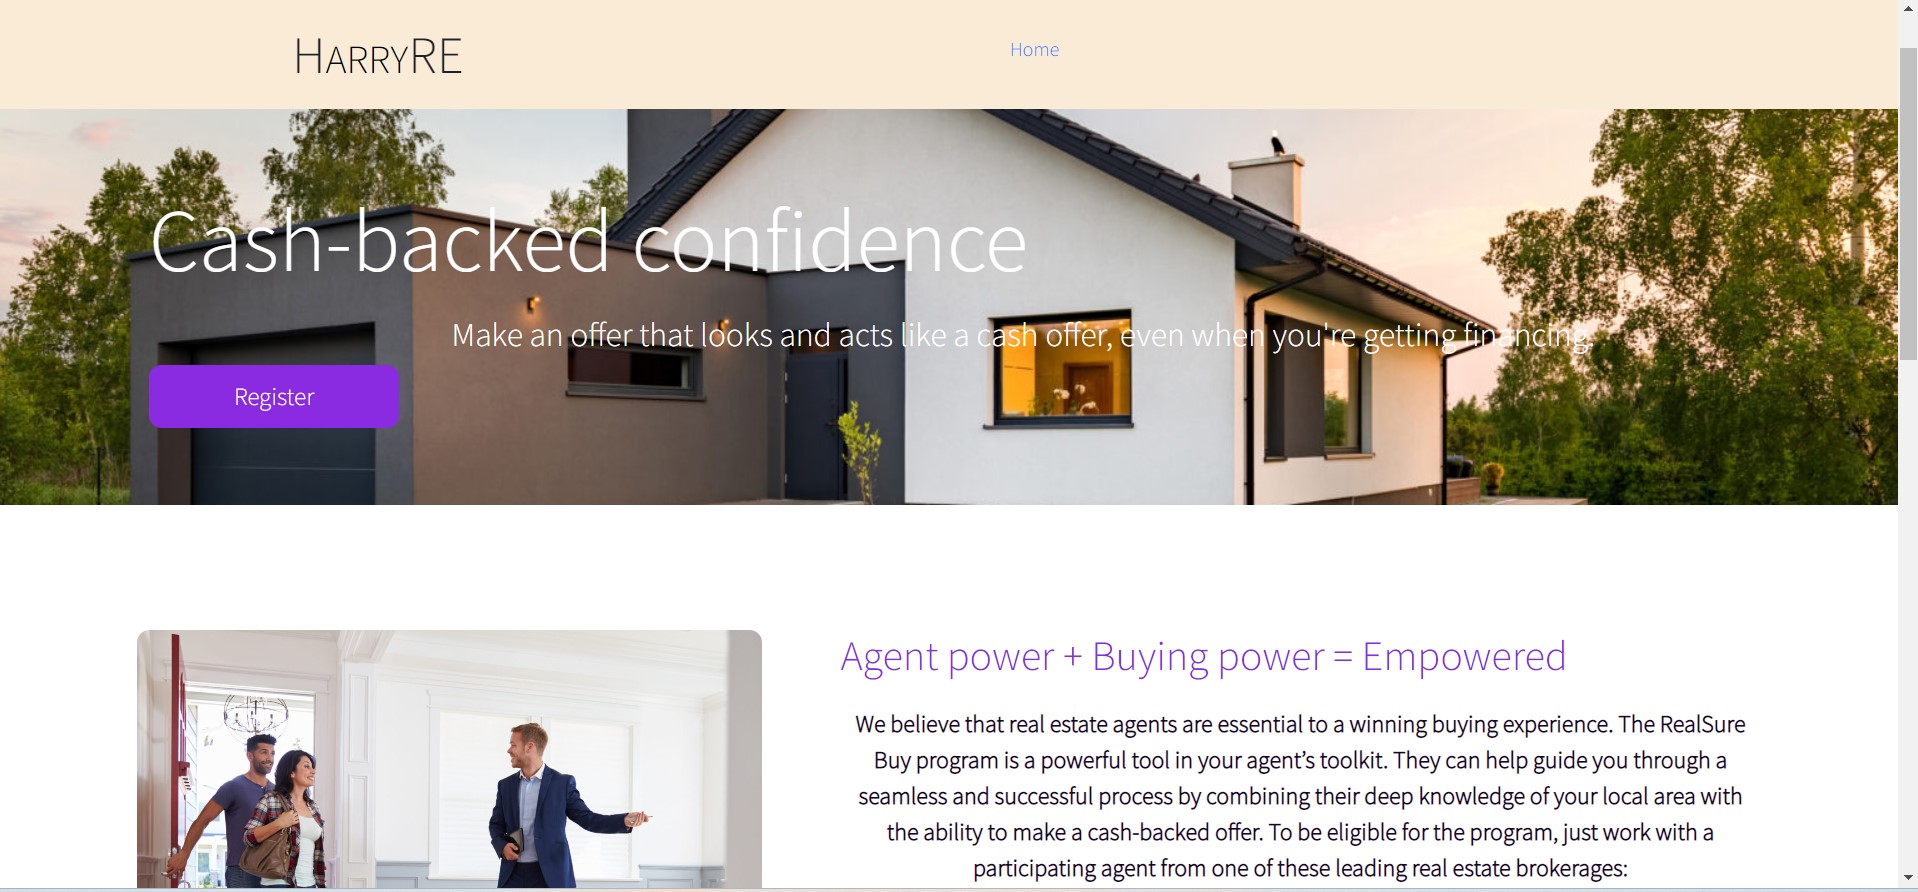 HARRYRE
Home
Cash-backed confidence
Make an offer that looks and acts like a cash offer, even when you're getting financing.
Register
Agent power + Buying power = Empowered
We believe that real estate agents are essential to a winning buying experience. The RealSure
Buy program is a powerful tool in your agent’s toolkit. They can help guide you through a
seamless and successful process by combining their deep knowledge of your local area with
the ability to make a cash-backed offer. To be eligible for the program, just work with a
participating agent from one of these leading real estate brokerages: